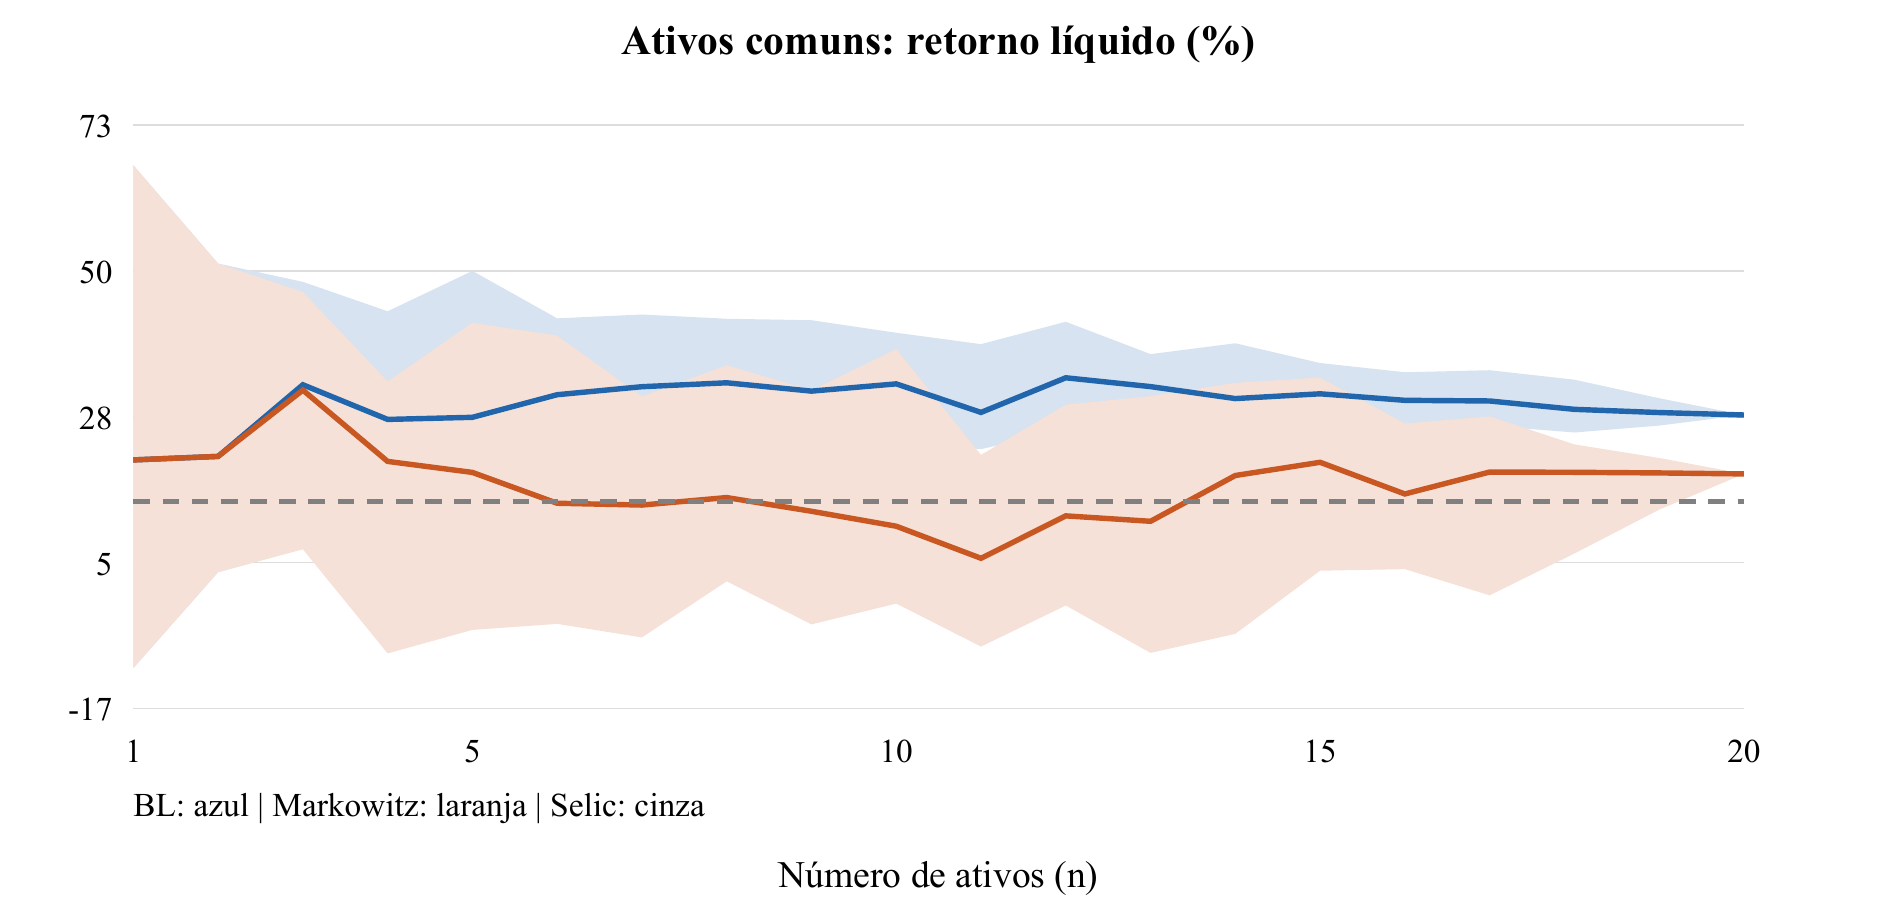 Ativos comuns: retorno líquido (%)
73
50
28
5
-17
1 5 10 15 20
BL: azul | Markowitz: laranja | Selic: cinza
Número de ativos (n)